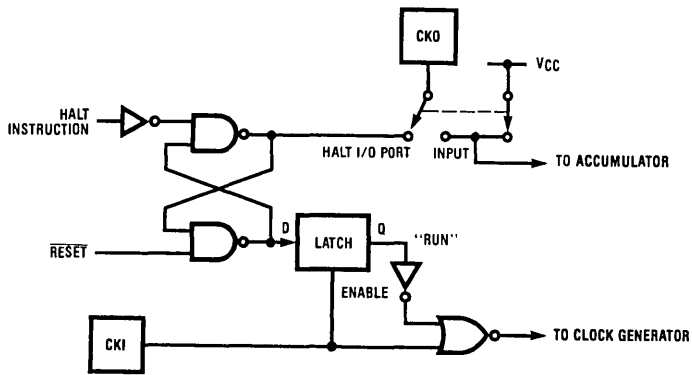 CKO
VCC
HALT
INSTRUCTION
HALT I/O PORT
INPUT
TO ACCUMULATOR
D
Q
"RUN"
LATCH
RESET
ENABLE
CKI
TO CLOCK GENERATOR